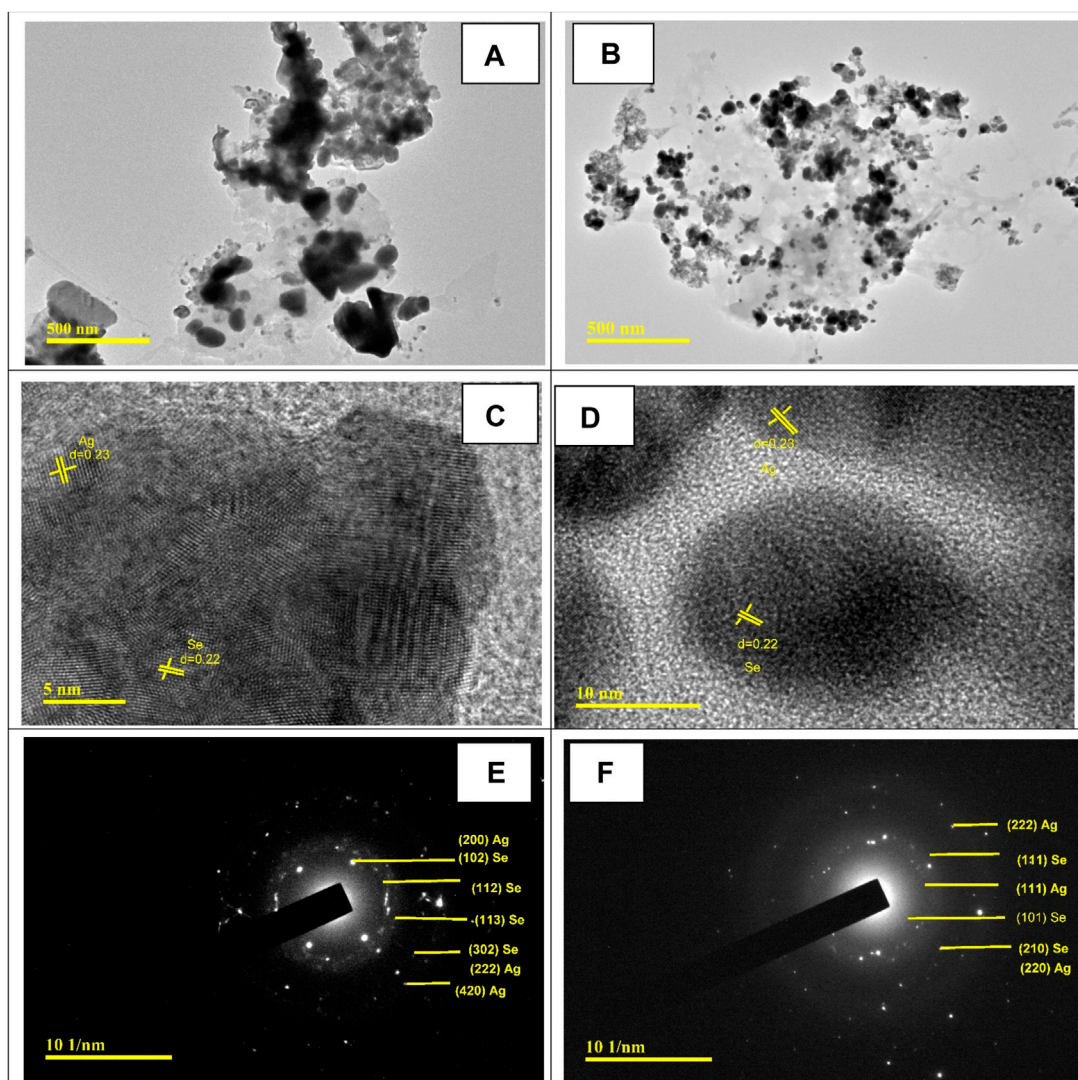 A
500 nm
B
500 nm
C
Ag
d=0.23
Se
d=0.22
5 nm
D
d=0.23
Ag
d=0.22
Se
10 nm
E
(200) Ag
(102) Se
(112) Se
(113) Se
(302) Se
(222) Ag
(420) Ag
10 1/nm
F
(222) Ag
(111) Se
(111) Ag
(101) Se
(210) Se
(220) Ag
10 1/nm